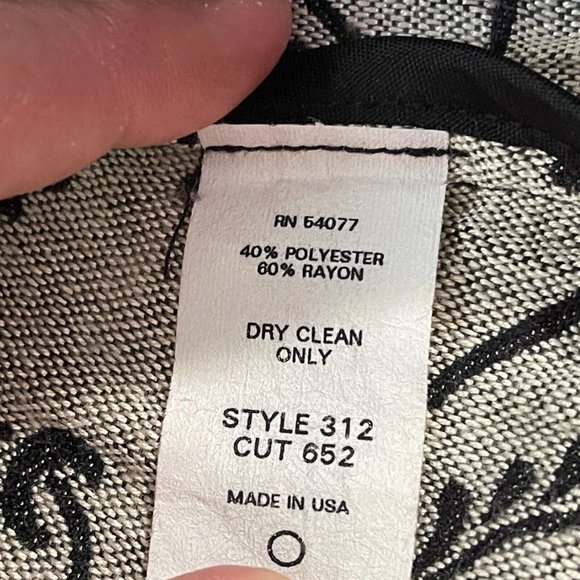 RN 54077
40% POLYESTER
60% RAYON
DRY CLEAN
ONLY
STYLE 312
CUT 652
MADE IN USA